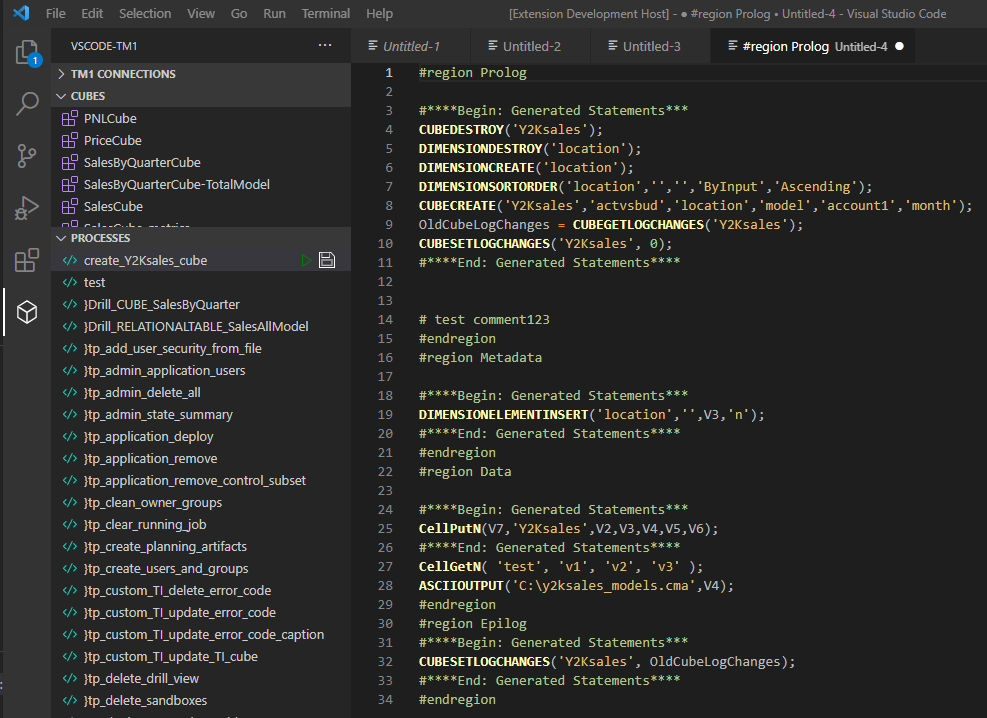 File Edit Selection View Go Run Terminal Help [Extension Development Host] - ● #region Prolog • Untitled-4 - Visual Studio Code
VSCODE-TM1 ···
Untitled-1 Untitled-2 Untitled-3 #region Prolog Untitled-4 ●
1
TM1 CONNECTIONS
CUBES
PNLCube
PriceCube
SalesByQuarterCube
SalesByQuarterCube-TotalModel
SalesCube
SalesCube-metrics
PROCESSES
create_Y2Ksales_cube
test
}Drill_CUBE_SalesByQuarter
}Drill_RELATIONALTABLE_SalesAllModel
}tp_add_user_security_from_file
}tp_admin_application_users
}tp_admin_delete_all
}tp_admin_state_summary
}tp_application_deploy
}tp_application_remove
}tp_application_remove_control_subset
}tp_clean_owner_groups
}tp_clear_running_job
}tp_create_planning_artifacts
}tp_create_users_and_groups
}tp_custom_TI_delete_error_code
}tp_custom_TI_update_error_code
}tp_custom_TI_update_error_code_caption
}tp_custom_TI_update_TI_cube
}tp_delete_drill_view
}tp_delete_sandboxes
1 #region Prolog
2
3 #****Begin: Generated Statements***
4 CUBEDESTROY('Y2Ksales');
5 DIMENSIONDESTROY('location');
6 DIMENSIONCREATE('location');
7 DIMENSIONSORTORDER('location','','','ByInput','Ascending');
8 CUBECREATE('Y2Ksales','actvsbud','location','model','account1','month');
9 OldCubeLogChanges = CUBEGETLOGCHANGES('Y2Ksales');
10 CUBESETLOGCHANGES('Y2Ksales', 0);
11 #****End: Generated Statements****
12
13
14 # test comment123
15 #endregion
16 #region Metadata
17
18 #****Begin: Generated Statements***
19 DIMENSIONELEMENTINSERT('location','',V3,'n');
20 #****End: Generated Statements****
21 #endregion
22 #region Data
23
24 #****Begin: Generated Statements***
25 CellPutN(V7,'Y2Ksales',V2,V3,V4,V5,V6);
26 #****End: Generated Statements****
27 CellGetN( 'test', 'v1', 'v2', 'v3' );
28 ASCIIOUTPUT('C:\y2ksales_models.cma',V4);
29 #endregion
30 #region Epilog
31 #****Begin: Generated Statements***
32 CUBESETLOGCHANGES('Y2Ksales', OldCubeLogChanges);
33 #****End: Generated Statements****
34 #endregion